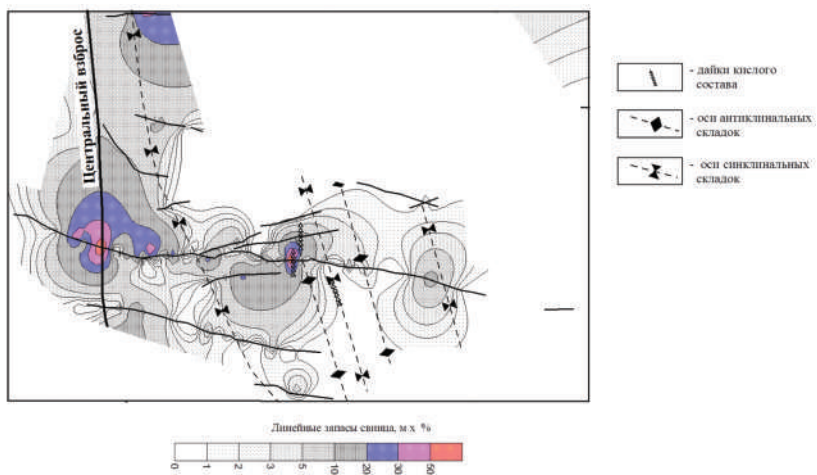 Центральный взброс
- дайки кислого
состава
- оси антиклинальных
складок
- оси синклинальных
складок
Линейные запасы свинца, м x %
0 1 2 3 5 10 20 30 50